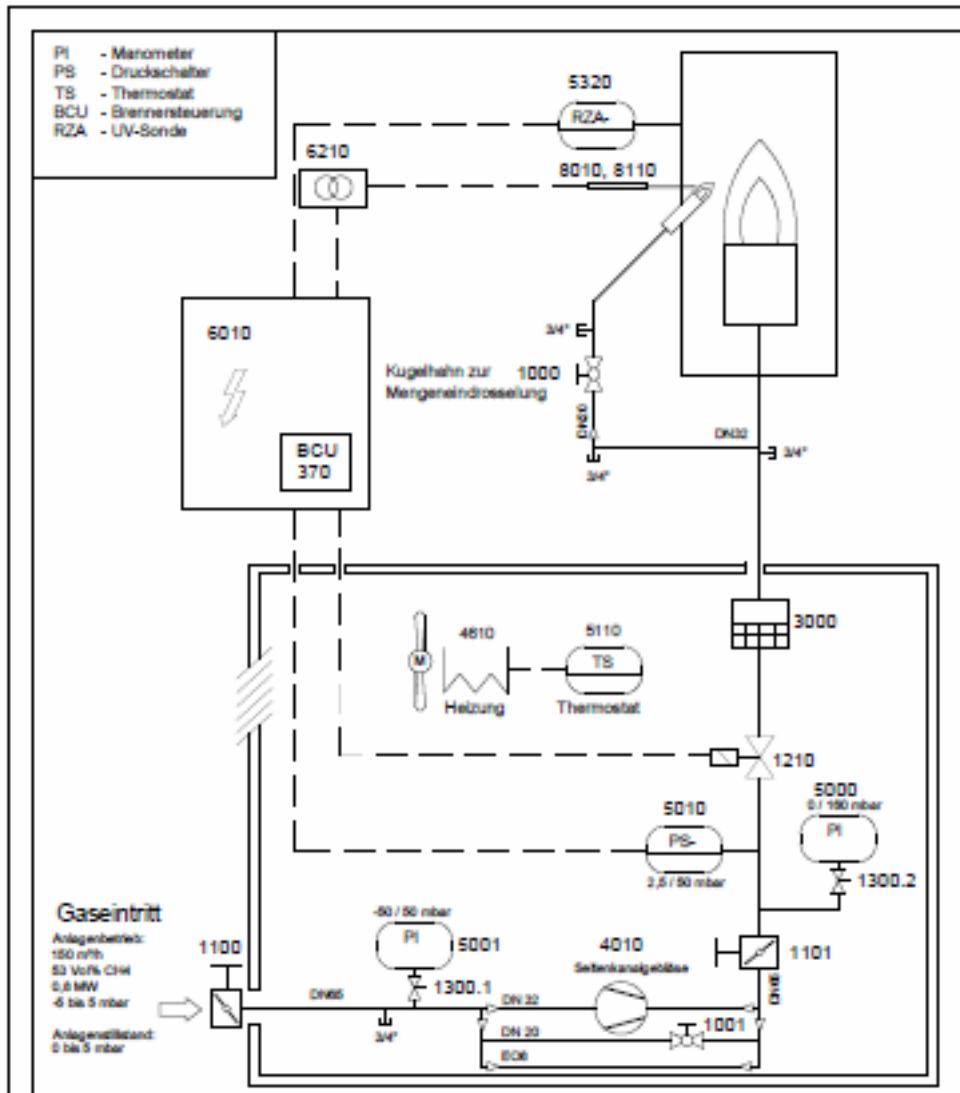 PI - Manometer
PS - Druckschalter
TS - Thermostat
BCU - Brennersteuerung
RZA - UV-Sonde
5320
RZA-
6210
8010, 8110
6010
3/4"
Kugelhahn zur 1000
Mengeneindrosselung
DN20
DN32
3/4"
3/4"
BCU
370
3000
4610
5110
M
TS
Heizung
Thermostat
1210
5000
0 / 160 mbar
5010
PI
PS-
1300.2
2,5 / 50 mbar
Gaseintritt
Anlagenbetrieb:
150 m³/h
53 Vol% CH4
0,8 MW
-5 bis 5 mbar
Anlagenstillstand:
0 bis 5 mbar
1100
-50 / 50 mbar
PI
5001
4010
Seitenkanalgebläse
1101
1300.1
DN65
DN65
DN 32
3/4"
DN 20
1001